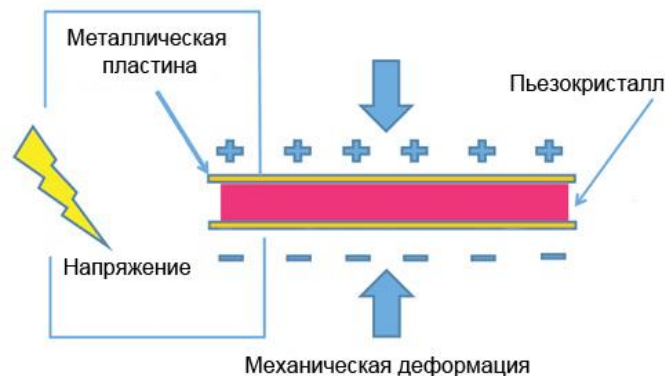 Металлическая
пластина
Пьезокристалл
Напряжение
Механическая деформация